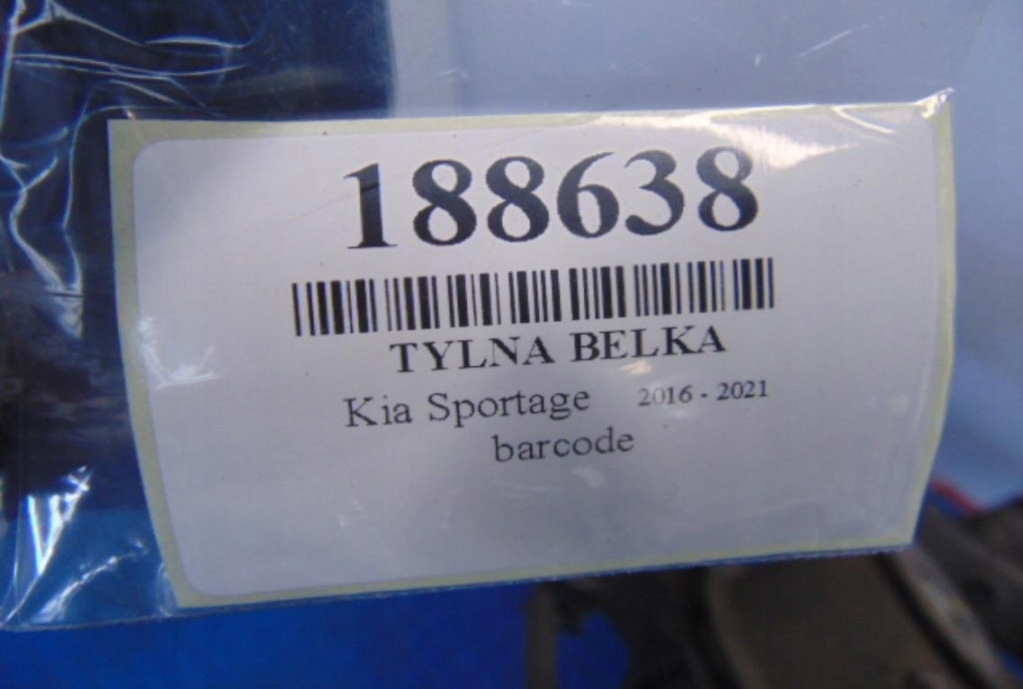 188638
TYLNA BELKA
Kia Sportage 2016 - 2021
barcode